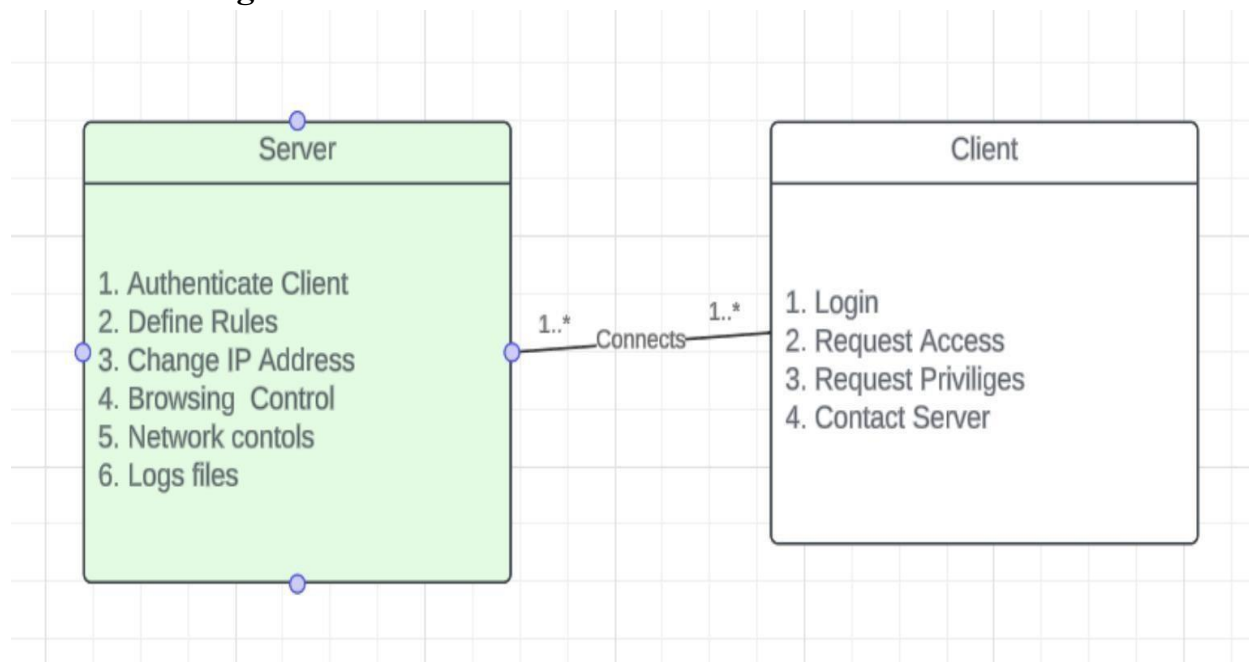 Server
1. Authenticate Client
2. Define Rules
3. Change IP Address
4. Browsing Control
5. Network contols
6. Logs files
1..*
Connects
1..*
Client
1. Login
2. Request Access
3. Request Priviliges
4. Contact Server